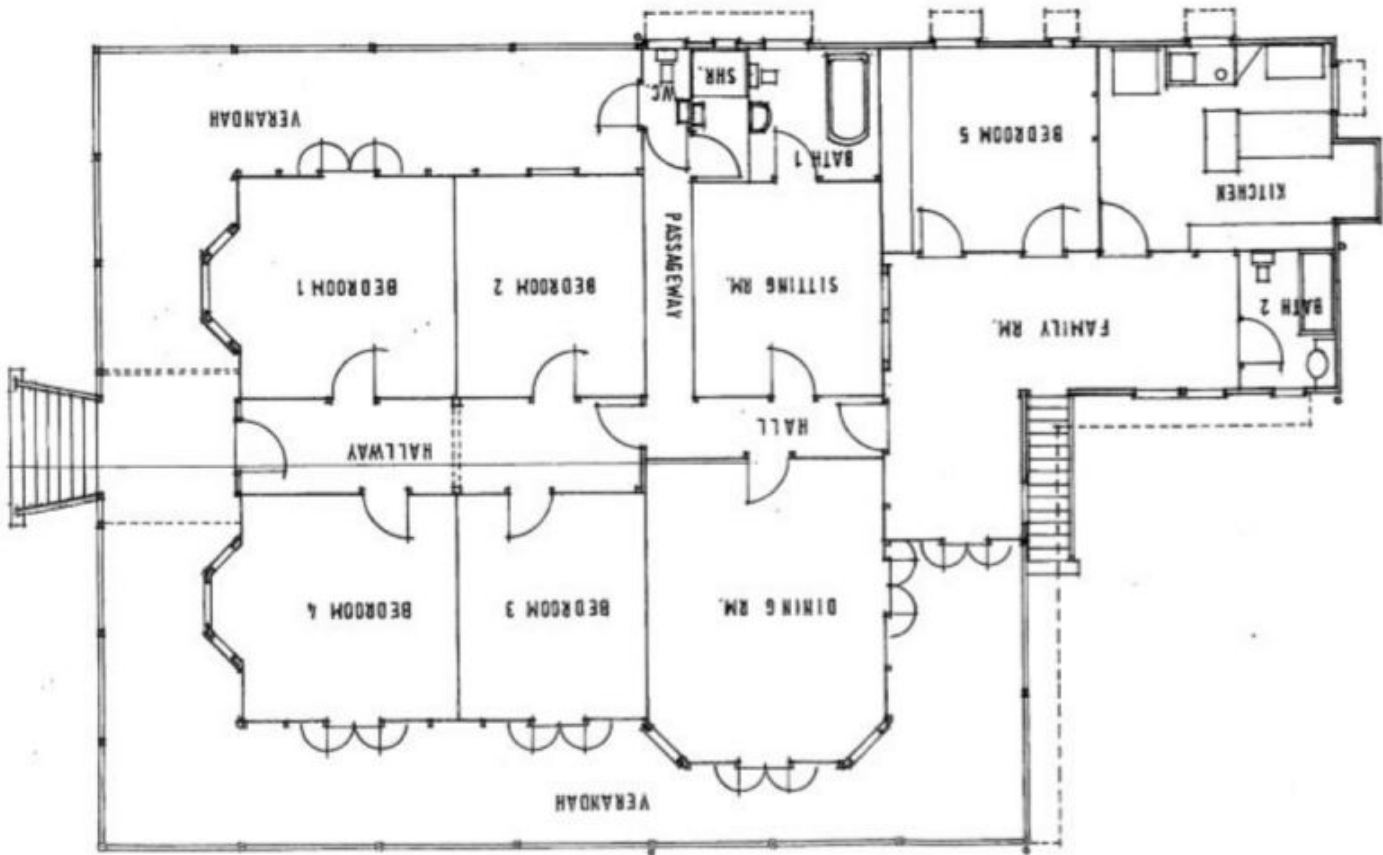 VERANDAH
DINING RM.
BEDROOM 3
BEDROOM 4
HALLWAY
HALL
FAMILY RM.
BATH 2
SITTING RM.
BEDROOM 2
BEDROOM 1
PASSAGEWAY
KITCHEN
BATH 1
BEDROOM 5
VERANDAH
WC
SHR.